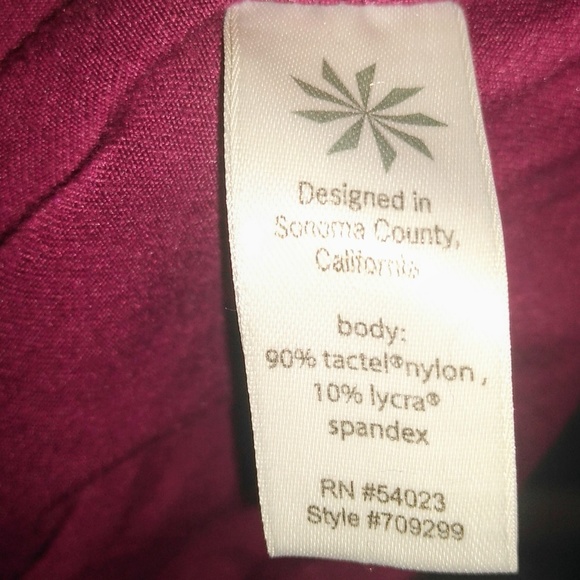 Designed in
Sonoma County,
California
body:
90% tactel®nylon ,
10% lycra®
spandex
RN #54023
Style #709299